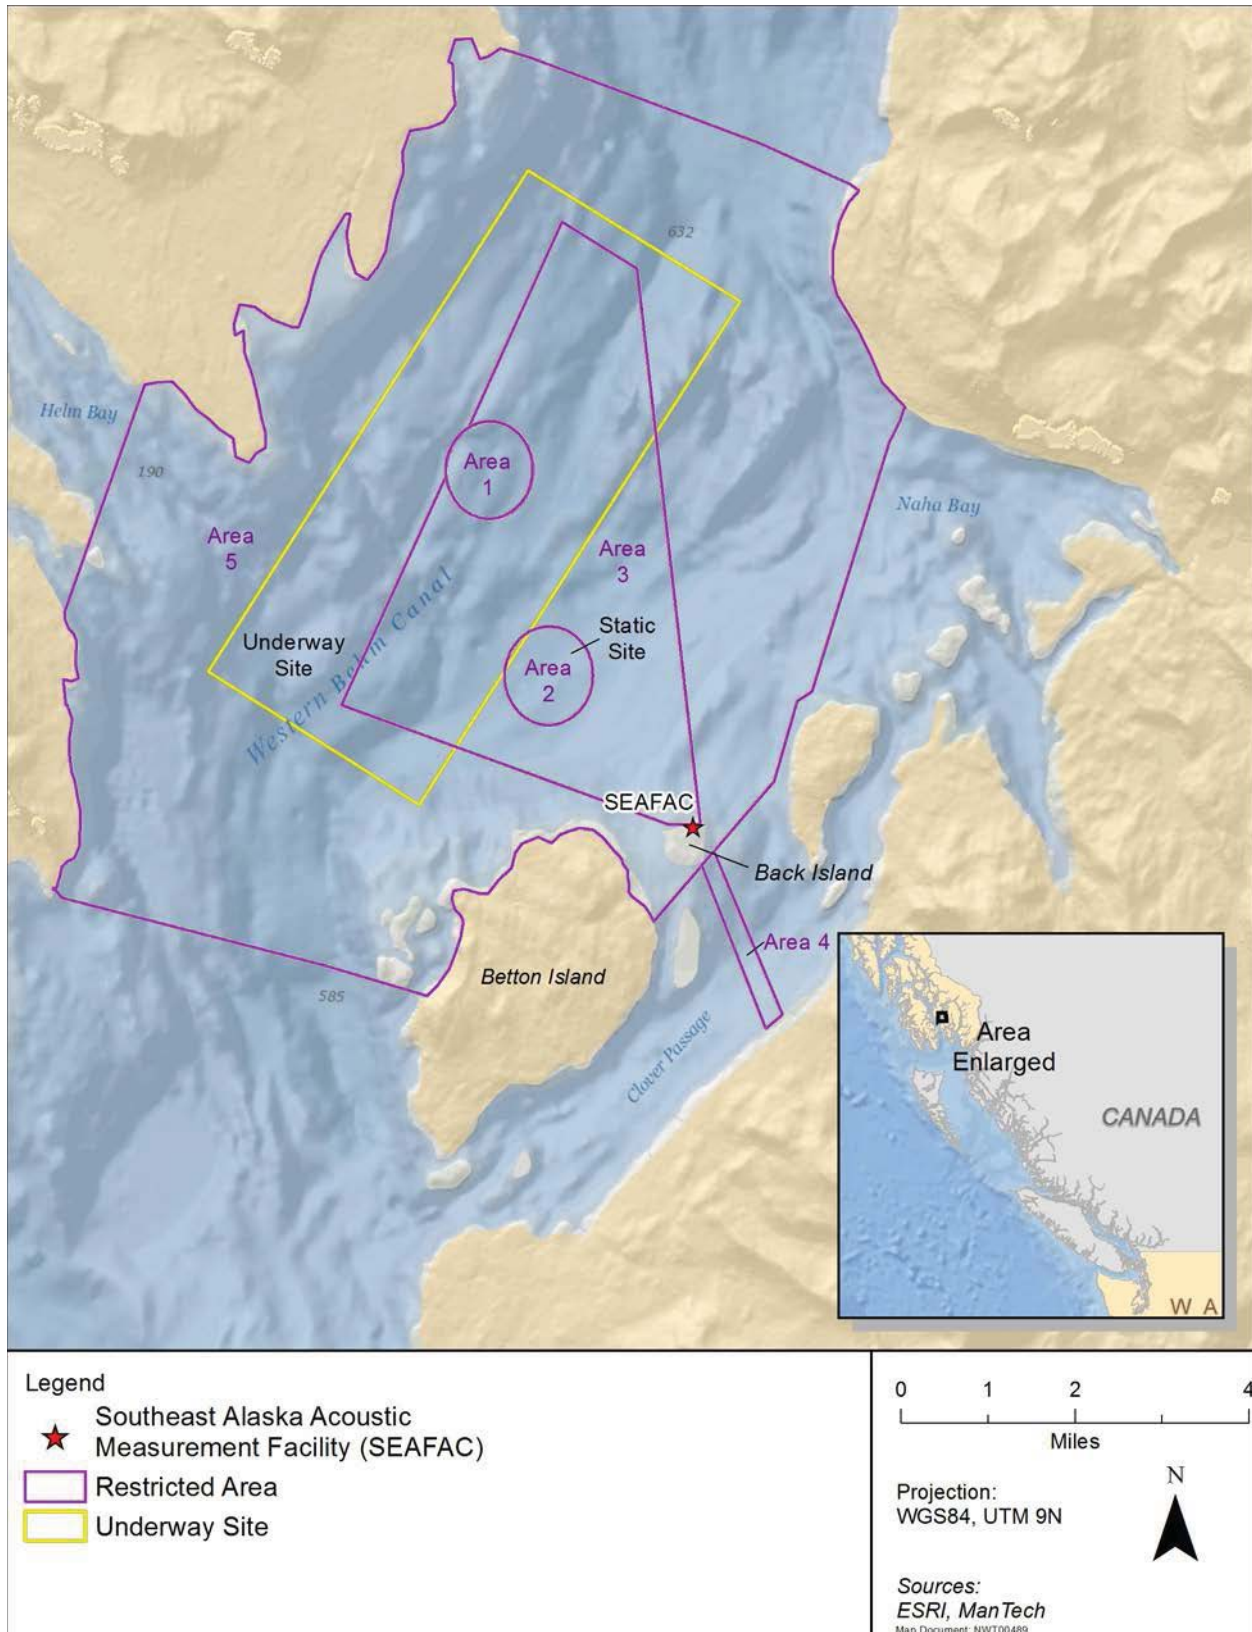 632
Helm Bay
190
Area
1
Naha Bay
Area
5
Area
3
Underway
Site
Western Behm Canal
Static
Site
Area
2
SEAFAC
Back Island
Area 4
Betton Island
585
Clover Passage
Area
Enlarged
CANADA
W A
Legend
Southeast Alaska Acoustic
Measurement Facility (SEAFAC)
Restricted Area
Underway Site
0 1 2 4
Miles
N
Projection:
WGS84, UTM 9N
Sources:
ESRI, ManTech
Map Document: NWT00489